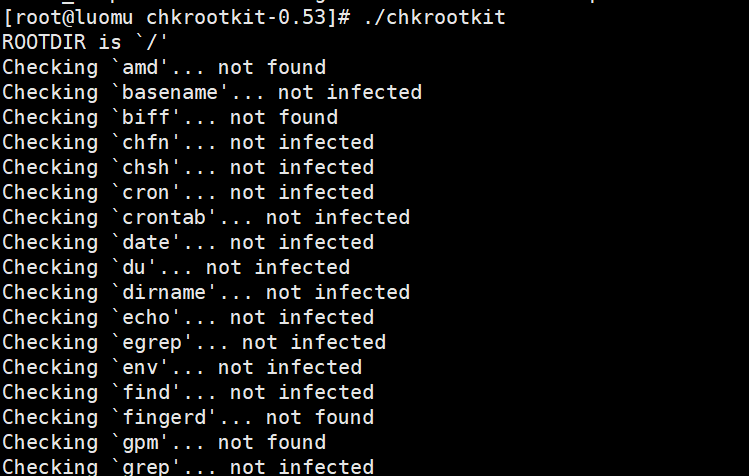 [root@luomu chkrootkit-0.53]# ./chkrootkit
ROOTDIR is `/'
Checking `amd'... not found
Checking `basename'... not infected
Checking `biff'... not found
Checking `chfn'... not infected
Checking `chsh'... not infected
Checking `cron'... not infected
Checking `crontab'... not infected
Checking `date'... not infected
Checking `du'... not infected
Checking `dirname'... not infected
Checking `echo'... not infected
Checking `egrep'... not infected
Checking `env'... not infected
Checking `find'... not infected
Checking `fingerd'... not found
Checking `gpm'... not found
Checking `grep'... not infected